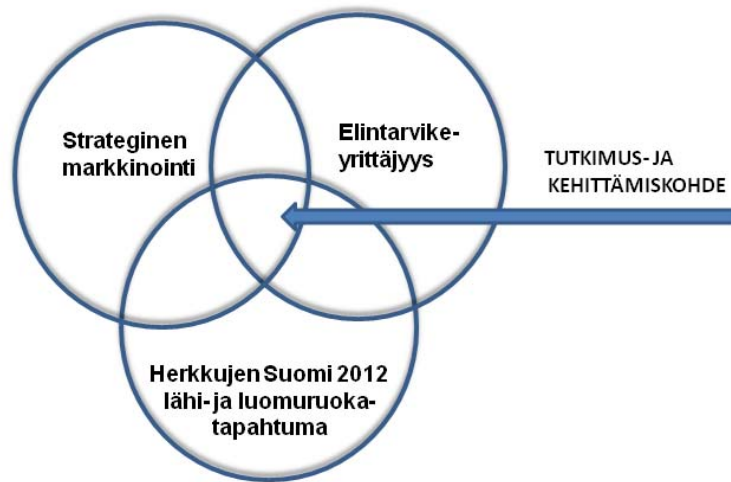 Strateginen
markkinointi
Elintarvike-
yrittäjyys
TUTKIMUS- JA
KEHITTÄMISKOHDE
Herkkujen Suomi 2012
lähi- ja luomuruoka-
tapahtuma